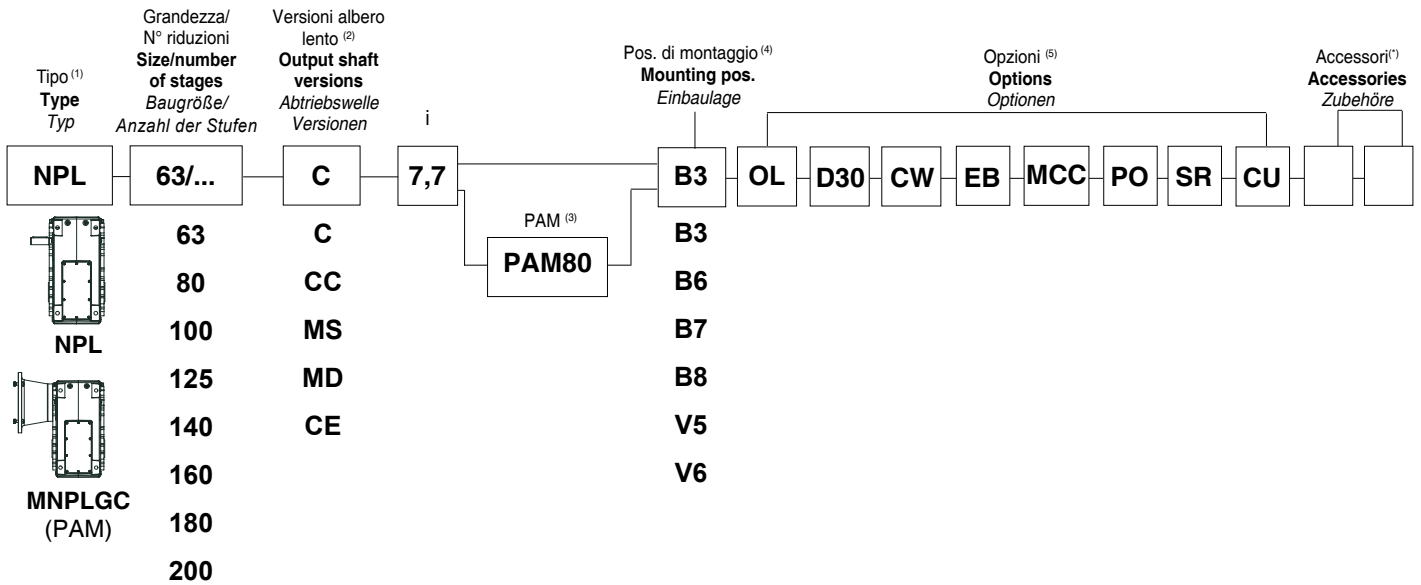 Tipo (1)
Type
Typ
Grandezza/
N° riduzioni
Size/number
of stages
Baugröße/
Anzahl der Stufen
Versioni albero
lento (2)
Output shaft
versions
Abtriebswelle
Versionen
i
Pos. di montaggio (4)
Mounting pos.
Einbaulage
Opzioni (5)
Options
Optionen
Accessori(*)
Accessories
Zubehöre
NPL
63/...
C
7,7
B3
OL
D30
CW
EB
MCC
PO
SR
CU
PAM (3)
PAM80
NPL
MNPLGC
(PAM)
63
80
100
125
140
160
180
200
C
CC
MS
MD
CE
B3
B6
B7
B8
V5
V6